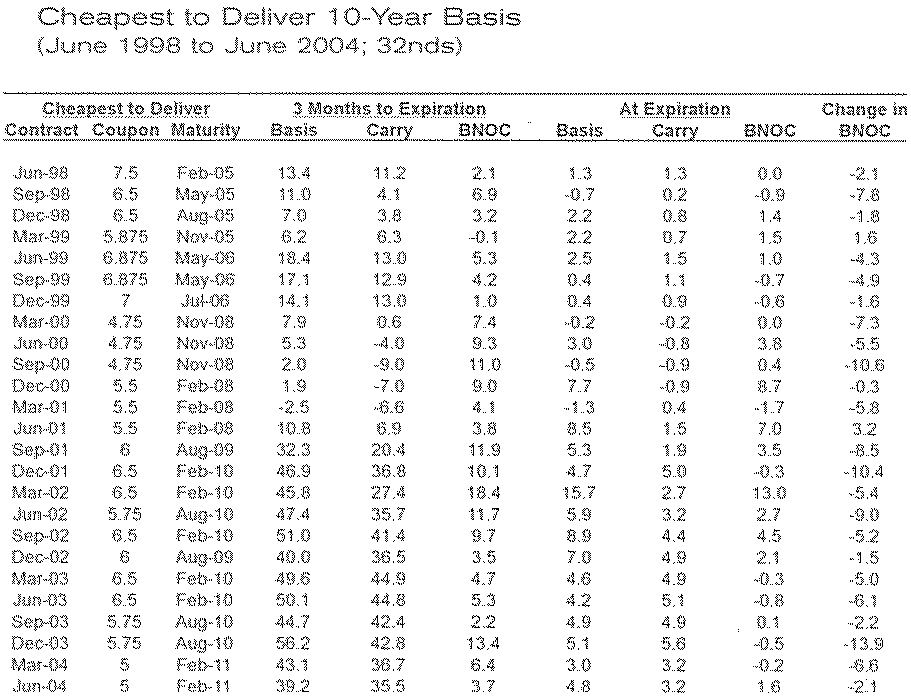 Cheapest to Deliver 10-Year Basis
(June 1998 to June 2004; 32nds)
Cheapest to Deliver 3 Months to Expiration At Expiration Change in
Contract Coupon Maturity Basis Carry BNOC Basis Carry BNOC BNOC
Jun-98 7.5 Feb-05 13.4 11.2 2.1 1.3 1.3 0.0 -2.1
Sep-98 6.5 May-05 11.0 4.1 6.9 -0.7 0.2 -0.9 -7.8
Dec-98 6.5 Aug-05 7.0 3.8 3.2 2.2 0.8 1.4 -1.8
Mar-99 5.875 Nov-05 6.2 6.3 -0.1 2.2 0.7 1.5 1.6
Jun-99 6.875 May-06 18.4 13.0 5.3 2.5 1.5 1.0 -4.3
Sep-99 6.875 May-06 17.1 12.9 4.2 0.4 1.1 -0.7 -4.9
Dec-99 7 Jul-06 14.1 13.0 1.0 0.4 0.9 -0.6 -1.6
Mar-00 4.75 Nov-08 7.9 0.6 7.4 -0.2 -0.2 0.0 -7.3
Jun-00 4.75 Nov-08 5.3 -4.0 9.3 3.0 -0.8 3.8 -5.5
Sep-00 4.75 Nov-08 2.0 -9.0 11.0 -0.5 -0.9 0.4 -10.6
Dec-00 5.5 Feb-08 1.9 -7.0 9.0 7.7 -0.9 8.7 -0.3
Mar-01 5.5 Feb-08 -2.5 -6.6 4.1 -1.3 0.4 -1.7 -5.8
Jun-01 5.5 Feb-08 10.8 6.9 3.8 8.5 1.5 7.0 3.2
Sep-01 6 Aug-09 32.3 20.4 11.9 5.3 1.9 3.5 -8.5
Dec-01 6.5 Feb-10 46.9 36.8 10.1 4.7 5.0 -0.3 -10.4
Mar-02 6.5 Feb-10 45.8 27.4 18.4 15.7 2.7 13.0 -5.4
Jun-02 5.75 Aug-10 47.4 35.7 11.7 5.9 3.2 2.7 -9.0
Sep-02 6.5 Feb-10 51.0 41.4 9.7 8.9 4.4 4.5 -5.2
Dec-02 6 Aug-09 40.0 36.5 3.5 7.0 4.9 2.1 -1.5
Mar-03 6.5 Feb-10 49.6 44.9 4.7 4.6 4.9 -0.3 -5.0
Jun-03 6.5 Feb-10 50.1 44.8 5.3 4.2 5.1 -0.8 -6.1
Sep-03 5.75 Aug-10 44.7 42.4 2.2 4.9 4.9 0.1 -2.2
Dec-03 5.75 Aug-10 56.2 42.8 13.4 5.1 5.6 -0.5 -13.9
Mar-04 5 Feb-11 43.1 36.7 6.4 3.0 3.2 -0.2 -6.6
Jun-04 5 Feb-11 39.2 35.5 3.7 4.8 3.2 1.6 -2.1